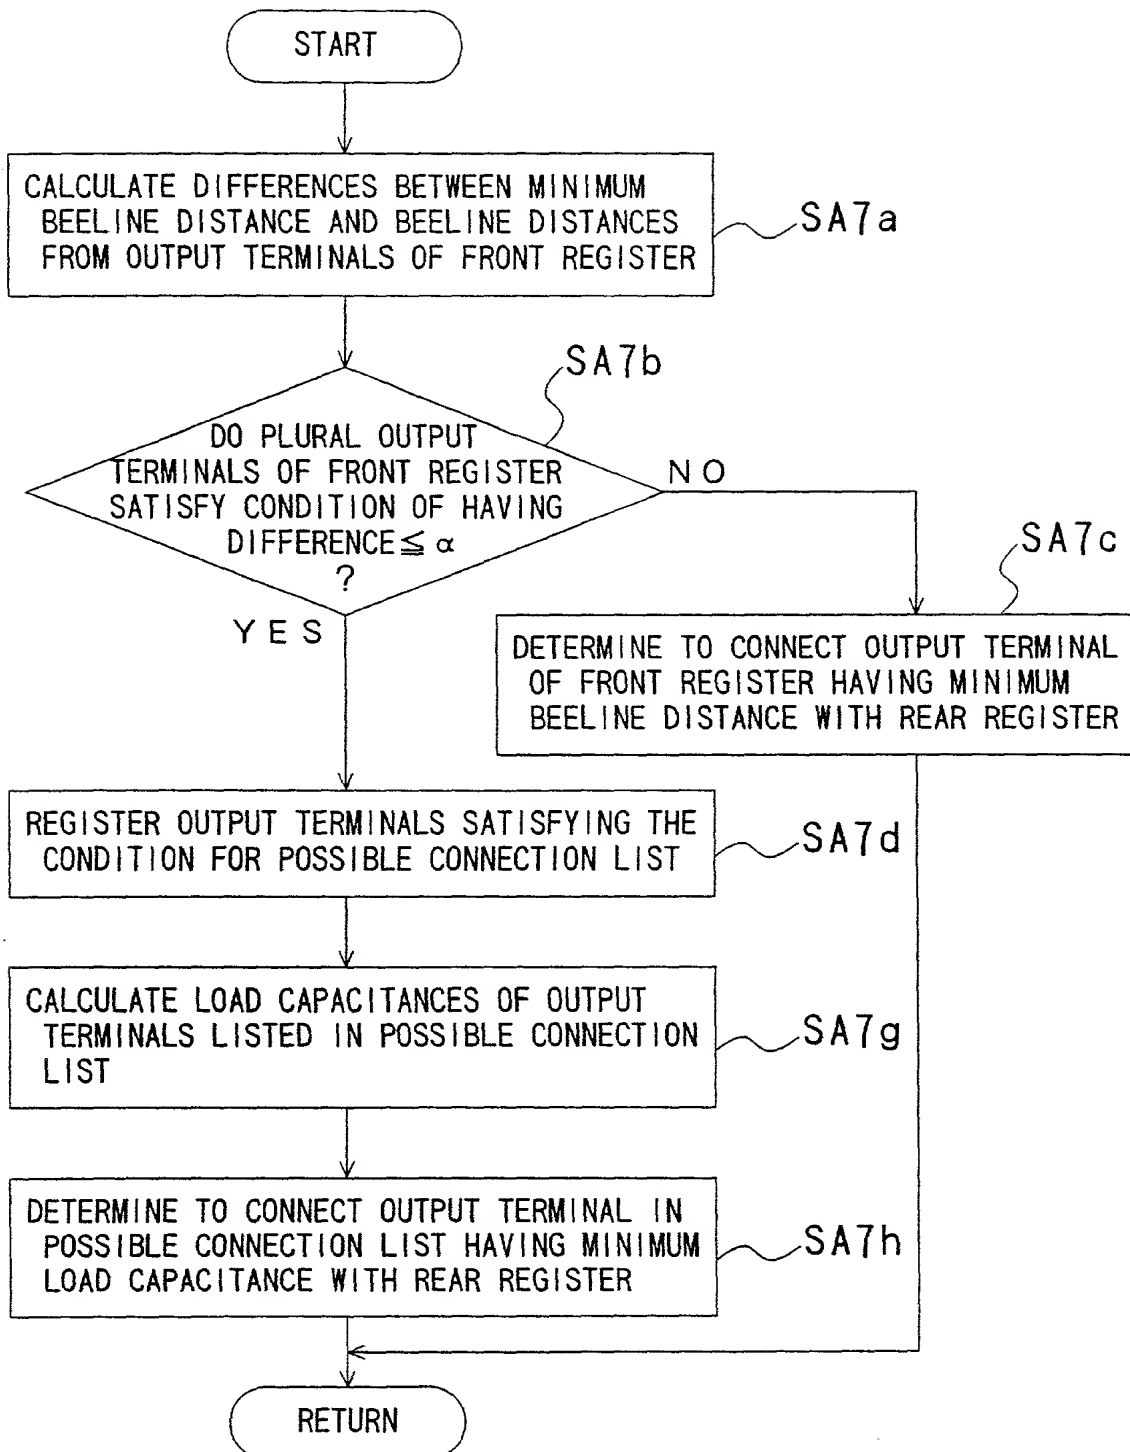 START
CALCULATE DIFFERENCES BETWEEN MINIMUM
BEELINE DISTANCE AND BEELINE DISTANCES
FROM OUTPUT TERMINALS OF FRONT REGISTER
SA7a
SA7b
DO PLURAL OUTPUT
TERMINALS OF FRONT REGISTER
SATISFY CONDITION OF HAVING
DIFFERENCE≦ α
?
NO
YES
SA7c
DETERMINE TO CONNECT OUTPUT TERMINAL
OF FRONT REGISTER HAVING MINIMUM
BEELINE DISTANCE WITH REAR REGISTER
REGISTER OUTPUT TERMINALS SATISFYING THE
CONDITION FOR POSSIBLE CONNECTION LIST
SA7d
CALCULATE LOAD CAPACITANCES OF OUTPUT
TERMINALS LISTED IN POSSIBLE CONNECTION
LIST
SA7g
DETERMINE TO CONNECT OUTPUT TERMINAL IN
POSSIBLE CONNECTION LIST HAVING MINIMUM
LOAD CAPACITANCE WITH REAR REGISTER
SA7h
RETURN